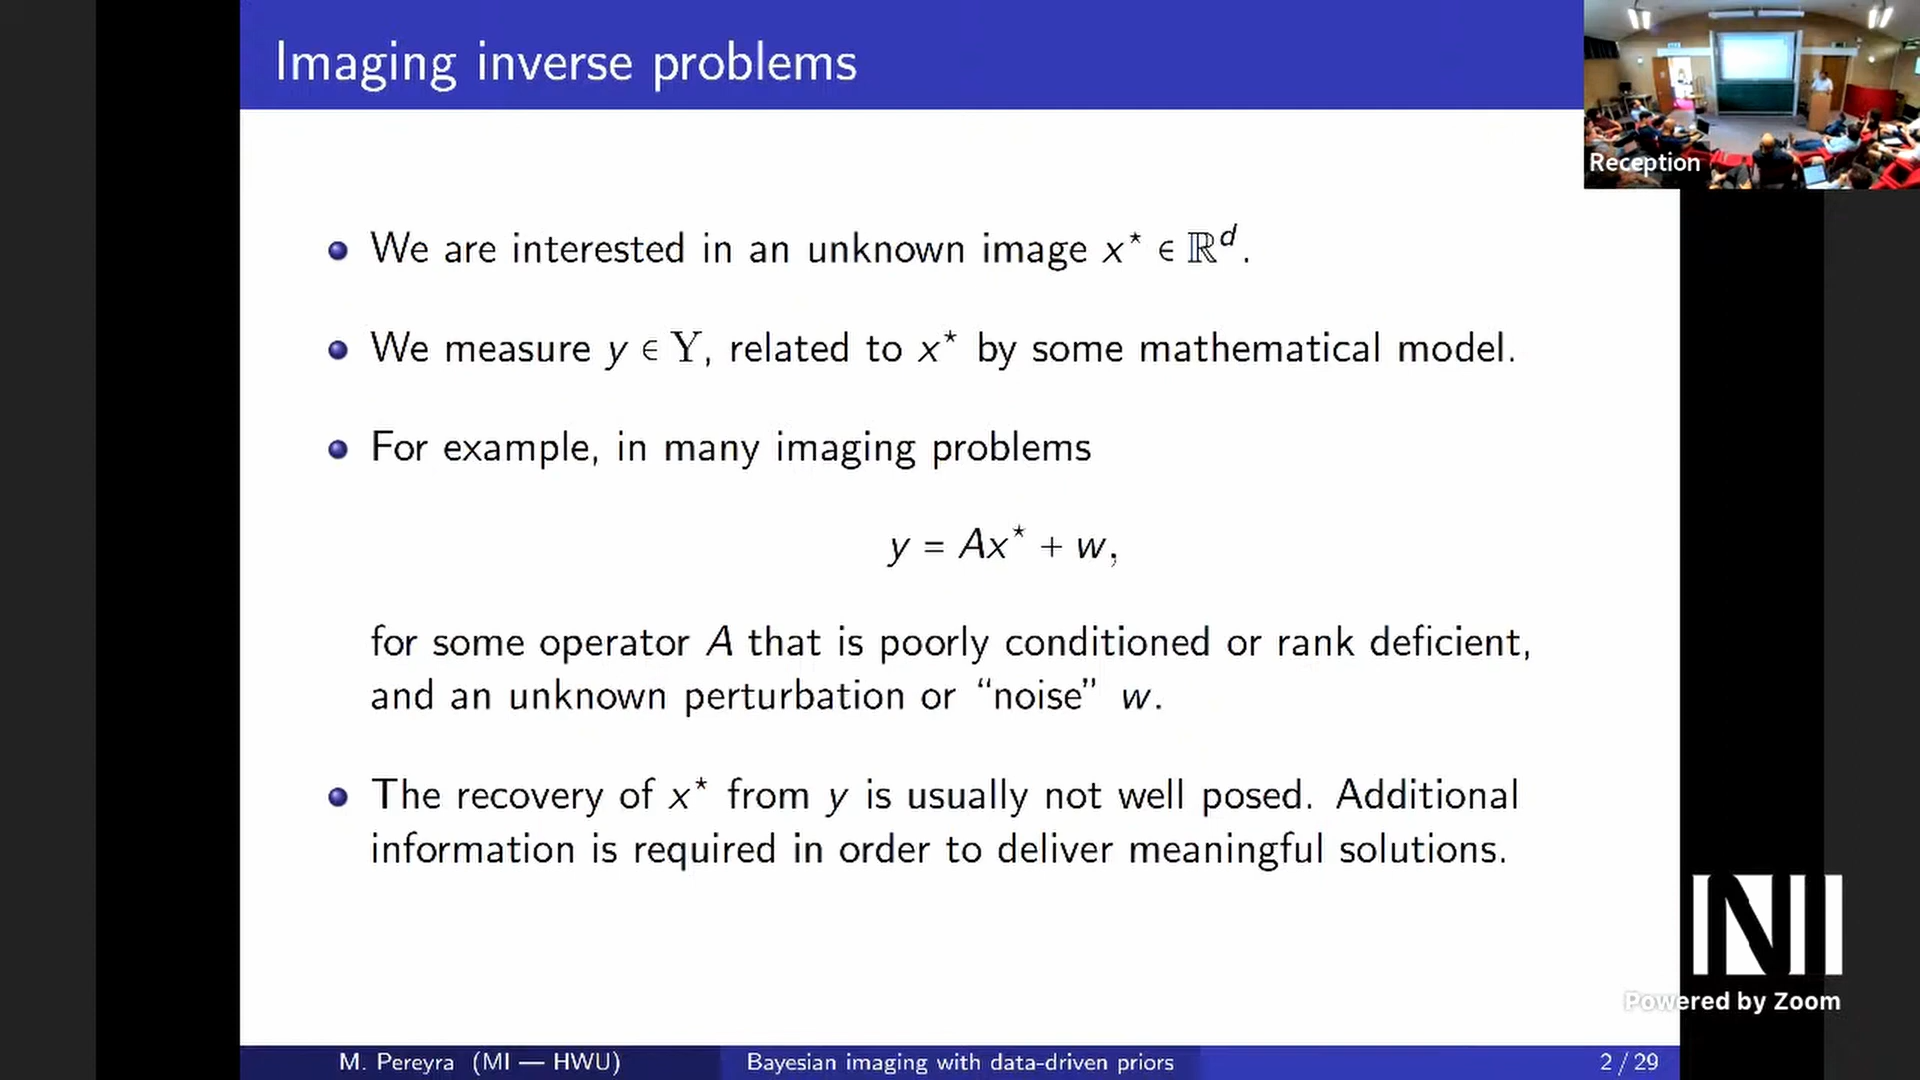 Imaging inverse problems
Reception
We are interested in an unknown image x⋆ ∈ ℝᵈ.
We measure y ∈ Y, related to x⋆ by some mathematical model.
For example, in many imaging problems
y = Ax⋆ + w,
for some operator A that is poorly conditioned or rank deficient,
and an unknown perturbation or “noise” w.
The recovery of x⋆ from y is usually not well posed. Additional
information is required in order to deliver meaningful solutions.
NI
Powered by Zoom
M. Pereyra (MI — HWU)
Bayesian imaging with data-driven priors
2 / 29